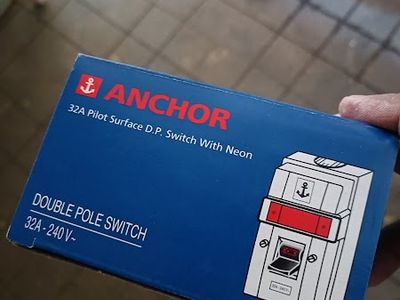 ANCHOR
32A Pilot Surface D.P. Switch With Neon
DOUBLE POLE SWITCH
32A - 240 V~